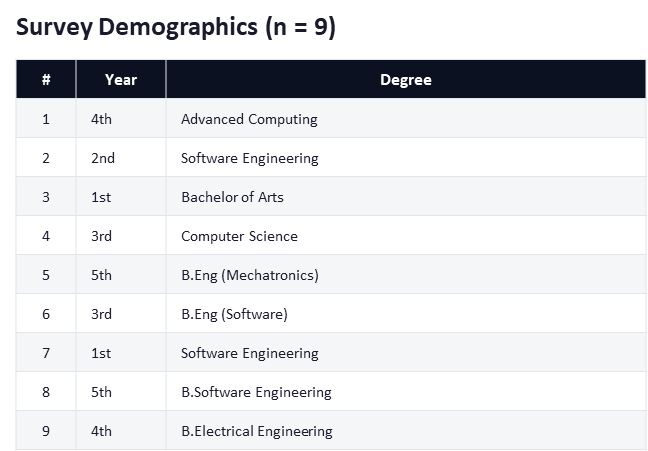 Survey Demographics (n = 9)
# Year Degree
1 4th Advanced Computing
2 2nd Software Engineering
3 1st Bachelor of Arts
4 3rd Computer Science
5 5th B.Eng (Mechatronics)
6 3rd B.Eng (Software)
7 1st Software Engineering
8 5th B.Software Engineering
9 4th B.Electrical Engineering